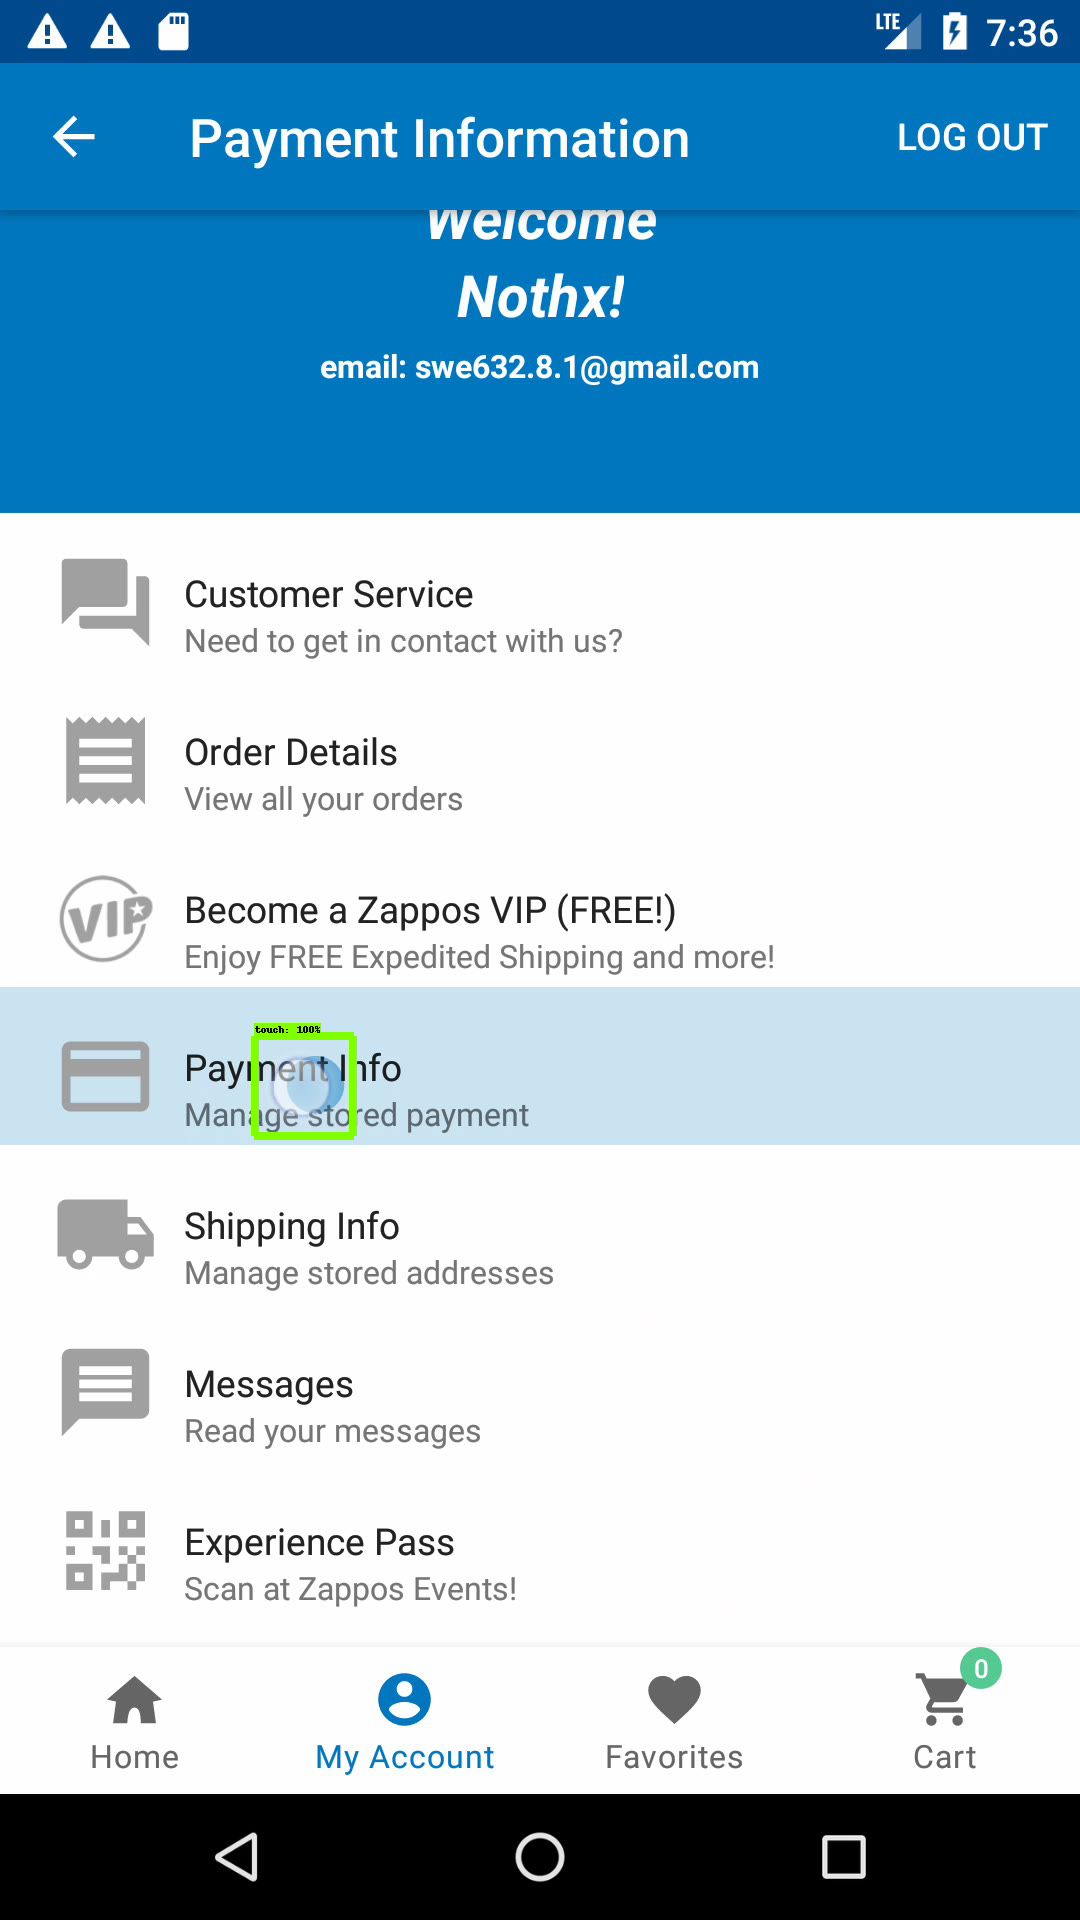 LTE 7:36
Payment Information LOG OUT
Welcome
Nothx!
email: swe632.8.1@gmail.com
Customer Service
Need to get in contact with us?
Order Details
View all your orders
VIP
Become a Zappos VIP (FREE!)
Enjoy FREE Expedited Shipping and more!
touch: 100%
Payment Info
Manage stored payment
Shipping Info
Manage stored addresses
Messages
Read your messages
Experience Pass
Scan at Zappos Events!
0
Home My Account Favorites Cart